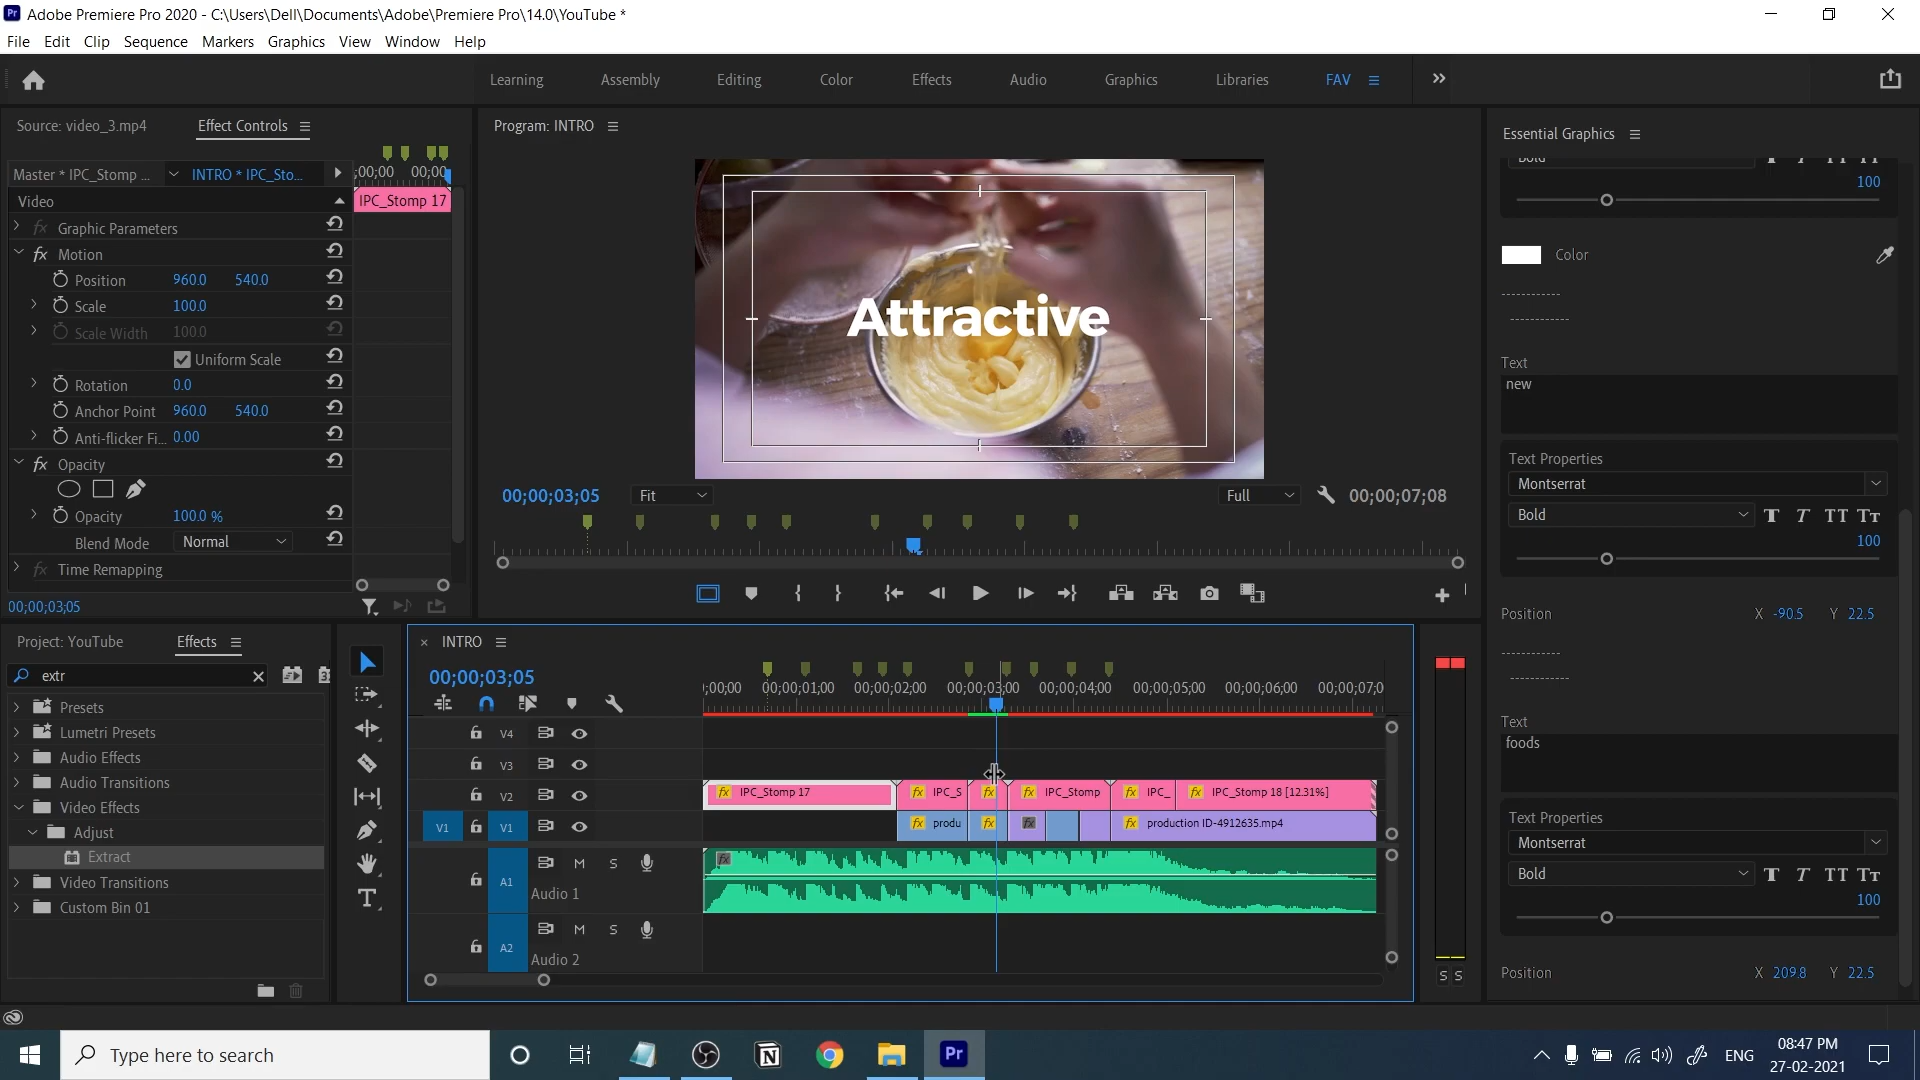 Adobe Premiere Pro 2020 - C:\Users\Dell\Documents\Adobe\Premiere Pro\14.0\YouTube *
File Edit Clip Sequence Markers Graphics View Window Help
Learning Assembly Editing Color Effects Audio Graphics Libraries FAV
Source: video_3.mp4 Effect Controls
Master * IPC_Stomp ... INTRO * IPC_Sto...
;00;00 00;00
IPC_Stomp 17
Video
Graphic Parameters
fx Motion
Position 960.0 540.0
Scale 100.0
Scale Width 100.0
Uniform Scale
Rotation 0.0
Anchor Point 960.0 540.0
Anti-flicker Fi... 0.00
fx Opacity
Opacity 100.0 %
Blend Mode Normal
Time Remapping
00;00;03;05
Program: INTRO
Attractive
00;00;03;05 Fit Full 00;00;07;08
Essential Graphics
100
Color
------------
------------
Text
new
Text Properties
Montserrat
Bold
100
Position X -90.5 Y 22.5
------------
------------
Text
foods
Text Properties
Montserrat
Bold
100
Position X 209.8 Y 22.5
Project: YouTube Effects
extr
Presets
Lumetri Presets
Audio Effects
Audio Transitions
Video Effects
Adjust
Extract
Video Transitions
Custom Bin 01
INTRO
00;00;03;05
;00;00 00;00;01;00 00;00;02;00 00;00;03;00 00;00;04;00 00;00;05;00 00;00;06;00 00;00;07;0
V4
V3
V2
IPC_Stomp 17 IPC_S IPC_Stomp IPC_ IPC_Stomp 18 [12.31%]
V1 V1
produ production ID-4912635.mp4
A1 M S
Audio 1
A2 M S
Audio 2
S S
Type here to search
ENG
08:47 PM
27-02-2021